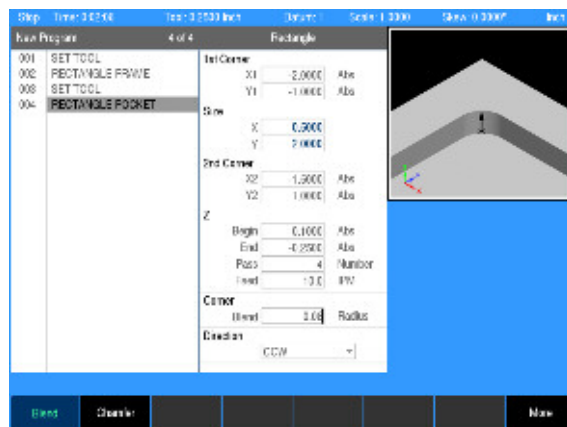 Stop Time: 3:02:06 Tool: 3.2500 Inch Datum: 1 Scale: 1.0000 Skew: 0.0000° Inch
New Program 4 of 4 Rectangle
001 SET TOOL
002 RECTANGLE FRAME
003 SET TOOL
004 RECTANGLE POCKET
1st Corner
X1 -2.0000 Abs
Y1 -1.0000 Abs
Size
X 0.5000
Y 2.0000
2nd Corner
X2 -1.5000 Abs
Y2 1.0000 Abs
Z
Begin 0.1000 Abs
End -0.2500 Abs
Pass 4 Number
Feed 10.0 IPM
Corner
Blend 0.06 Radius
Direction
CCW
Blend Chamfer More